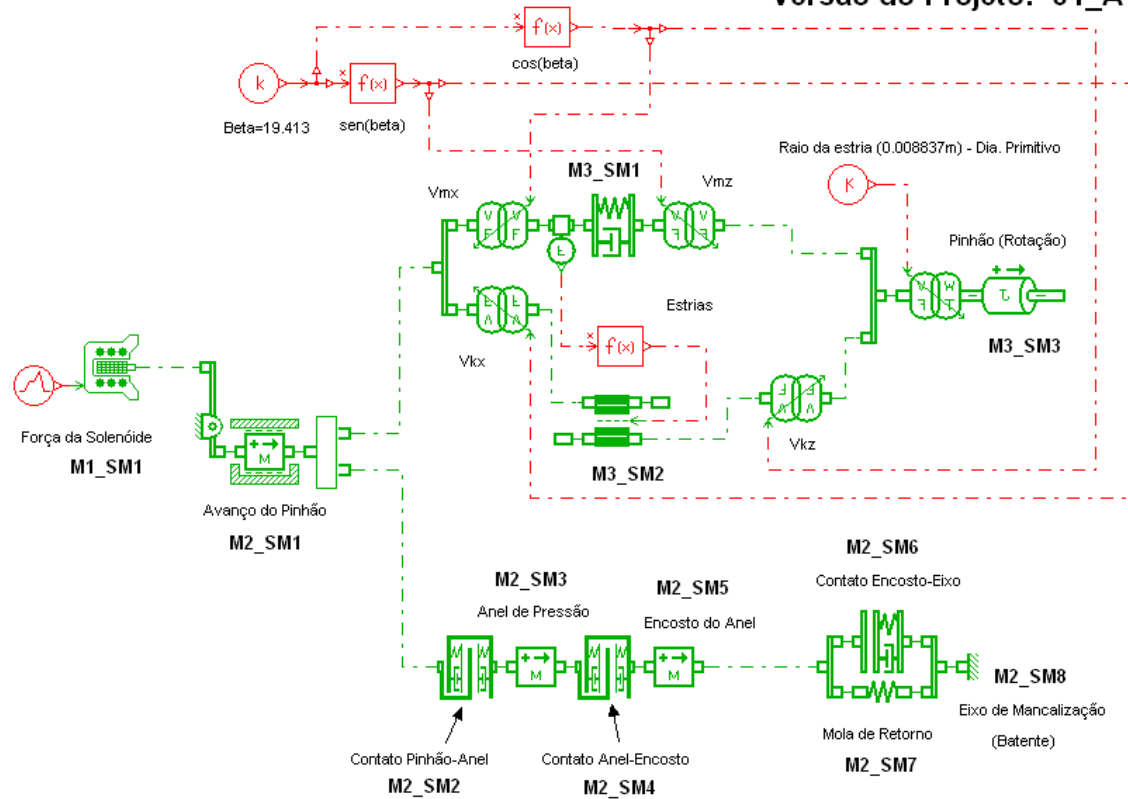 Versão do Projeto: 01_A
f(x)
x
cos(beta)
k
x
f(x)
Beta=19.413
sen(beta)
Raio da estria (0.008837m) - Dia. Primitivo
M3_SM1
Vmx
Vmz
K
Pinhão (Rotação)
Estrias
x
f(x)
M3_SM3
Vkx
Vkz
Força da Solenóide
M1_SM1
M
M3_SM2
Avanço do Pinhão
M2_SM1
M2_SM6
Contato Encosto-Eixo
M2_SM3
M2_SM5
Anel de Pressão
Encosto do Anel
M
M
M2_SM8
Eixo de Mancalização
(Batente)
Mola de Retorno
M2_SM7
Contato Pinhão-Anel
M2_SM2
Contato Anel-Encosto
M2_SM4